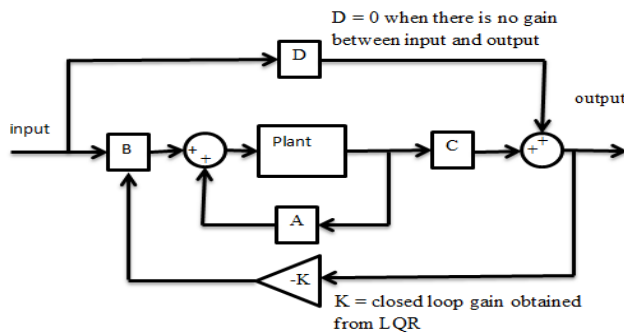 D = 0 when there is no gain
between input and output
D
output
input
B
+
+
Plant
C
+
+
A
-K
K = closed loop gain obtained
from LQR